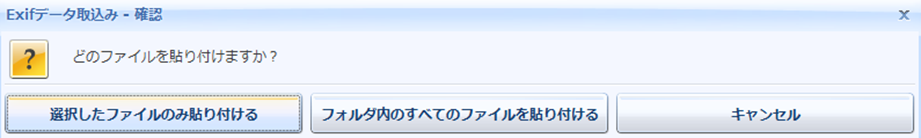 Exifデータ取込み - 確認
どのファイルを貼り付けますか？
選択したファイルのみ貼り付ける フォルダ内のすべてのファイルを貼り付ける キャンセル